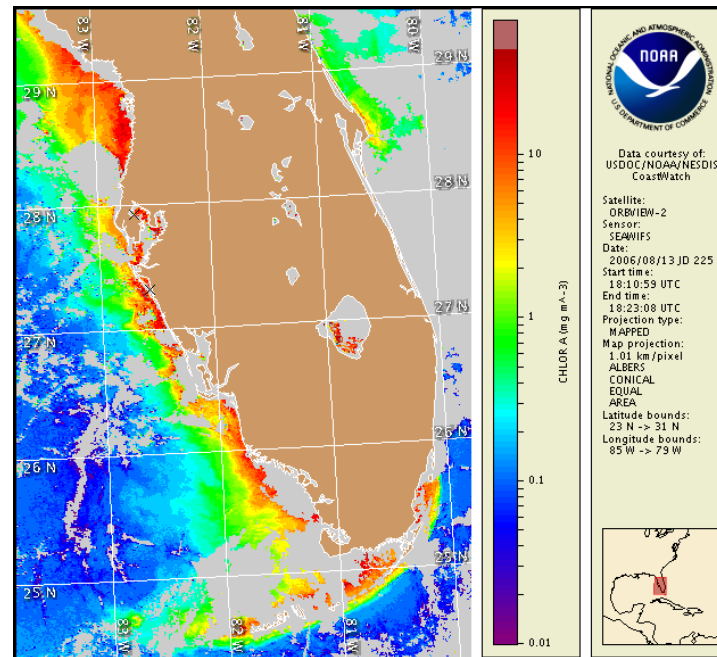 83 W
82 W
81 W
80 W
29 N
29 N
28 N
28 N
27 N
27 N
26 N
26 N
25 N
25 N
83 W
82 W
81 W
10
1
0.1
0.01
CHLOR A (mg m^-3)
NATIONAL OCEANIC AND ATMOSPHERIC ADMINISTRATION
NOAA
U.S. DEPARTMENT OF COMMERCE
Data courtesy of:
USDOC/NOAA/NESDIS
CoastWatch
Satellite:
ORBVIEW-2
Sensor:
SEAWIFS
Date:
2006/08/13 JD 225
Start time:
18:10:59 UTC
End time:
18:23:08 UTC
Projection type:
MAPPED
Map projection:
1.01 km/pixel
ALBERS
CONICAL
EQUAL
AREA
Latitude bounds:
23 N -> 31 N
Longitude bounds:
85 W -> 79 W